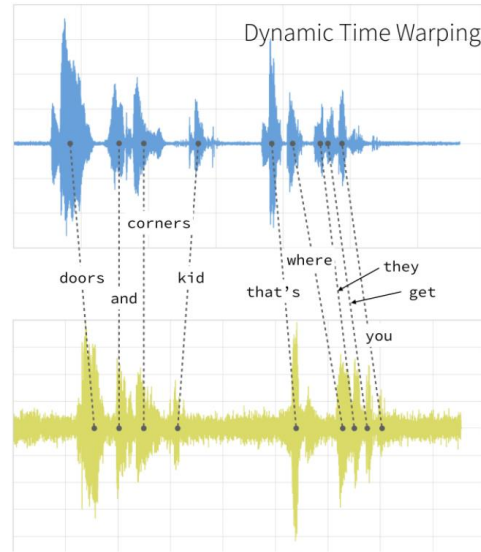 Dynamic Time Warping
corners
where
they
doors
kid
and
that's
get
you